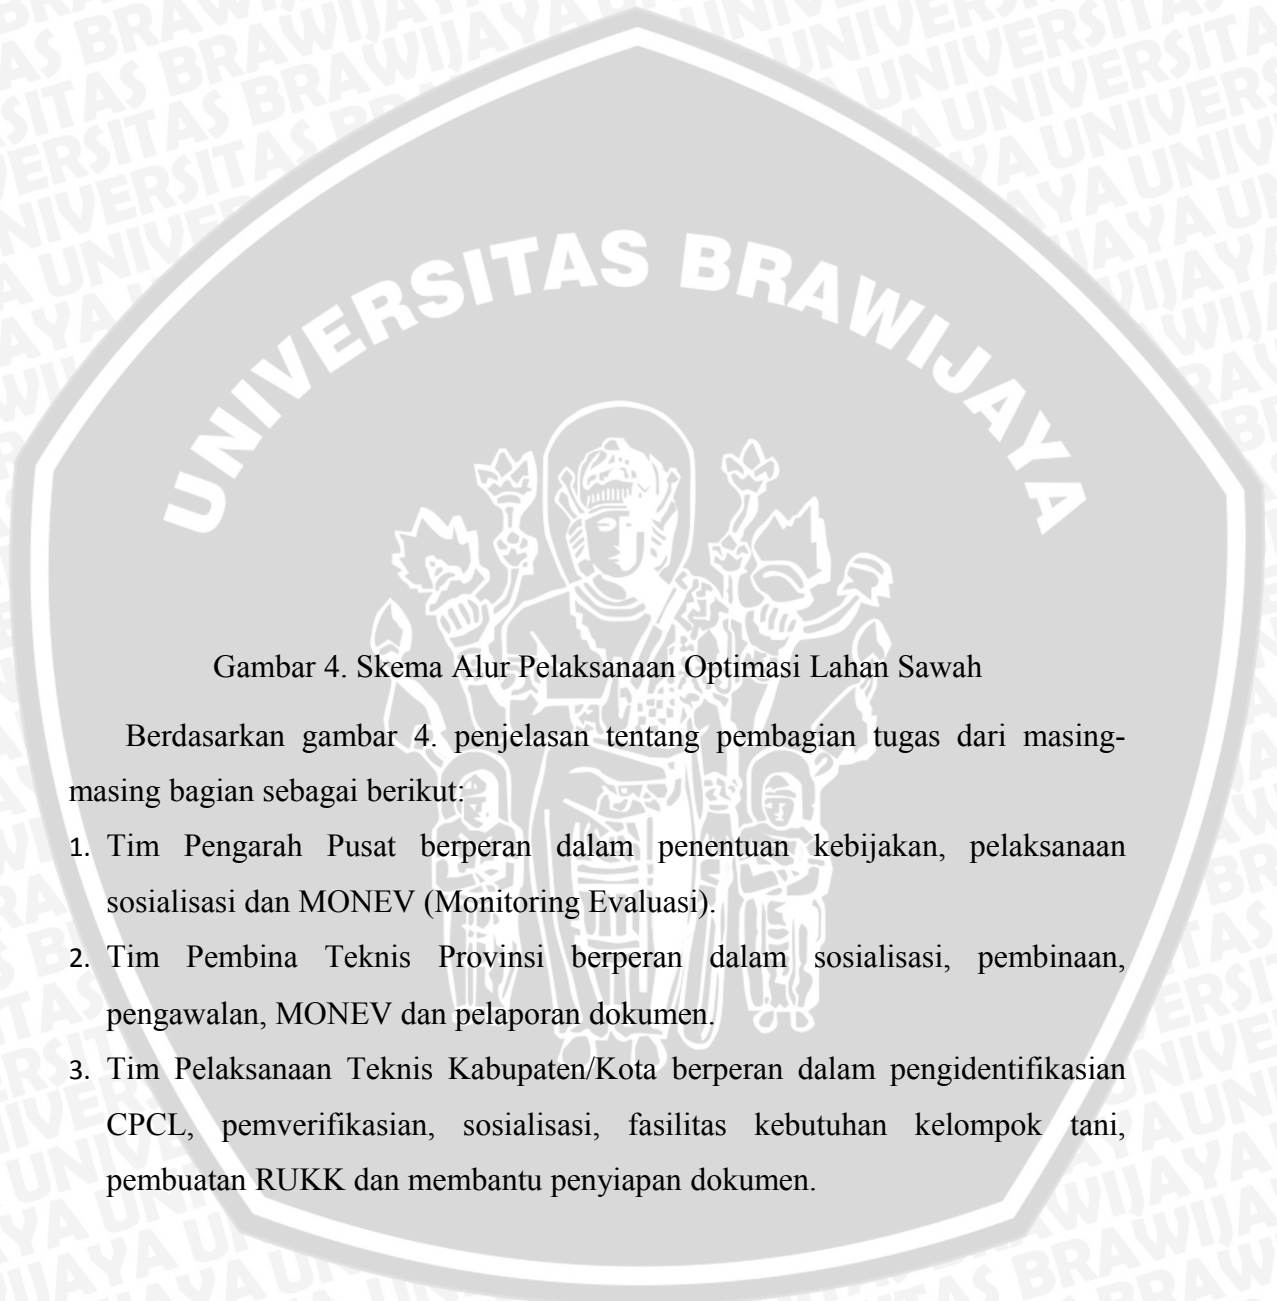 UNIVERSITAS BRAWIJAYA
Gambar 4. Skema Alur Pelaksanaan Optimasi Lahan Sawah
Berdasarkan gambar 4. penjelasan tentang pembagian tugas dari masing-
masing bagian sebagai berikut:
1. Tim Pengarah Pusat berperan dalam penentuan kebijakan, pelaksanaan
sosialisasi dan MONEV (Monitoring Evaluasi).
2. Tim Pembina Teknis Provinsi berperan dalam sosialisasi, pembinaan,
pengawalan, MONEV dan pelaporan dokumen.
3. Tim Pelaksanaan Teknis Kabupaten/Kota berperan dalam pengidentifikasian
CPCL, pemverifikasian, sosialisasi, fasilitas kebutuhan kelompok tani,
pembuatan RUKK dan membantu penyiapan dokumen.